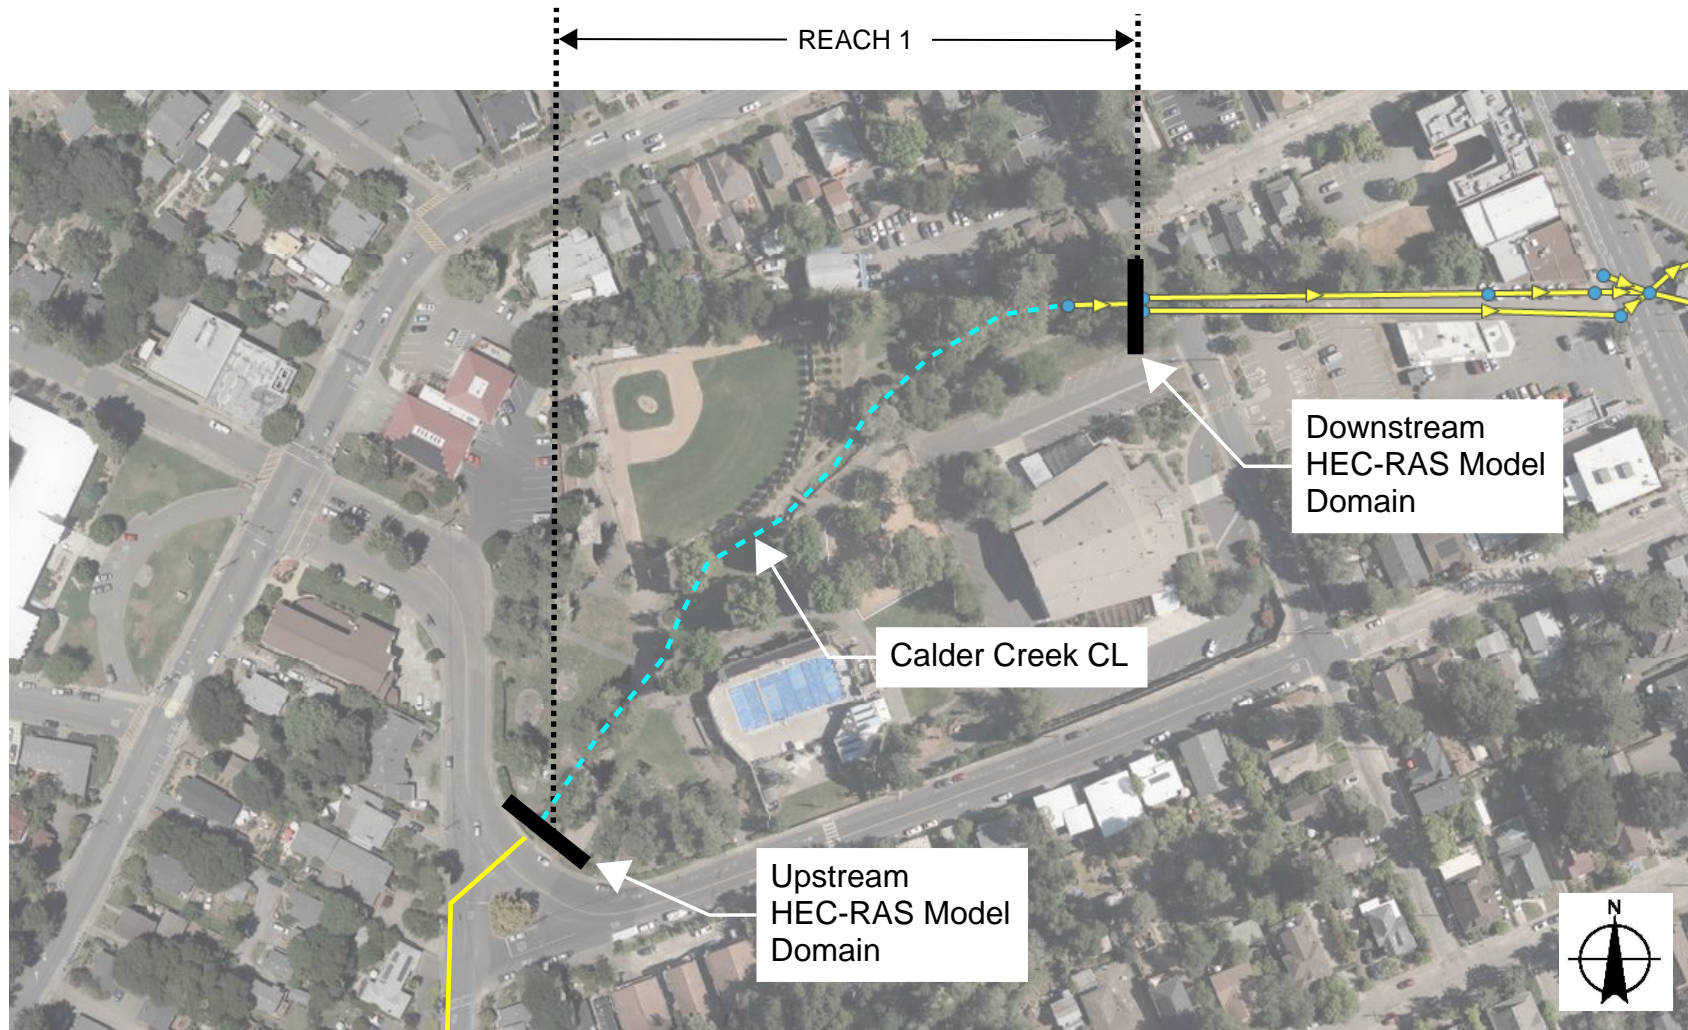 REACH 1
Downstream
HEC-RAS Model
Domain
Calder Creek CL
Upstream
HEC-RAS Model
Domain
N